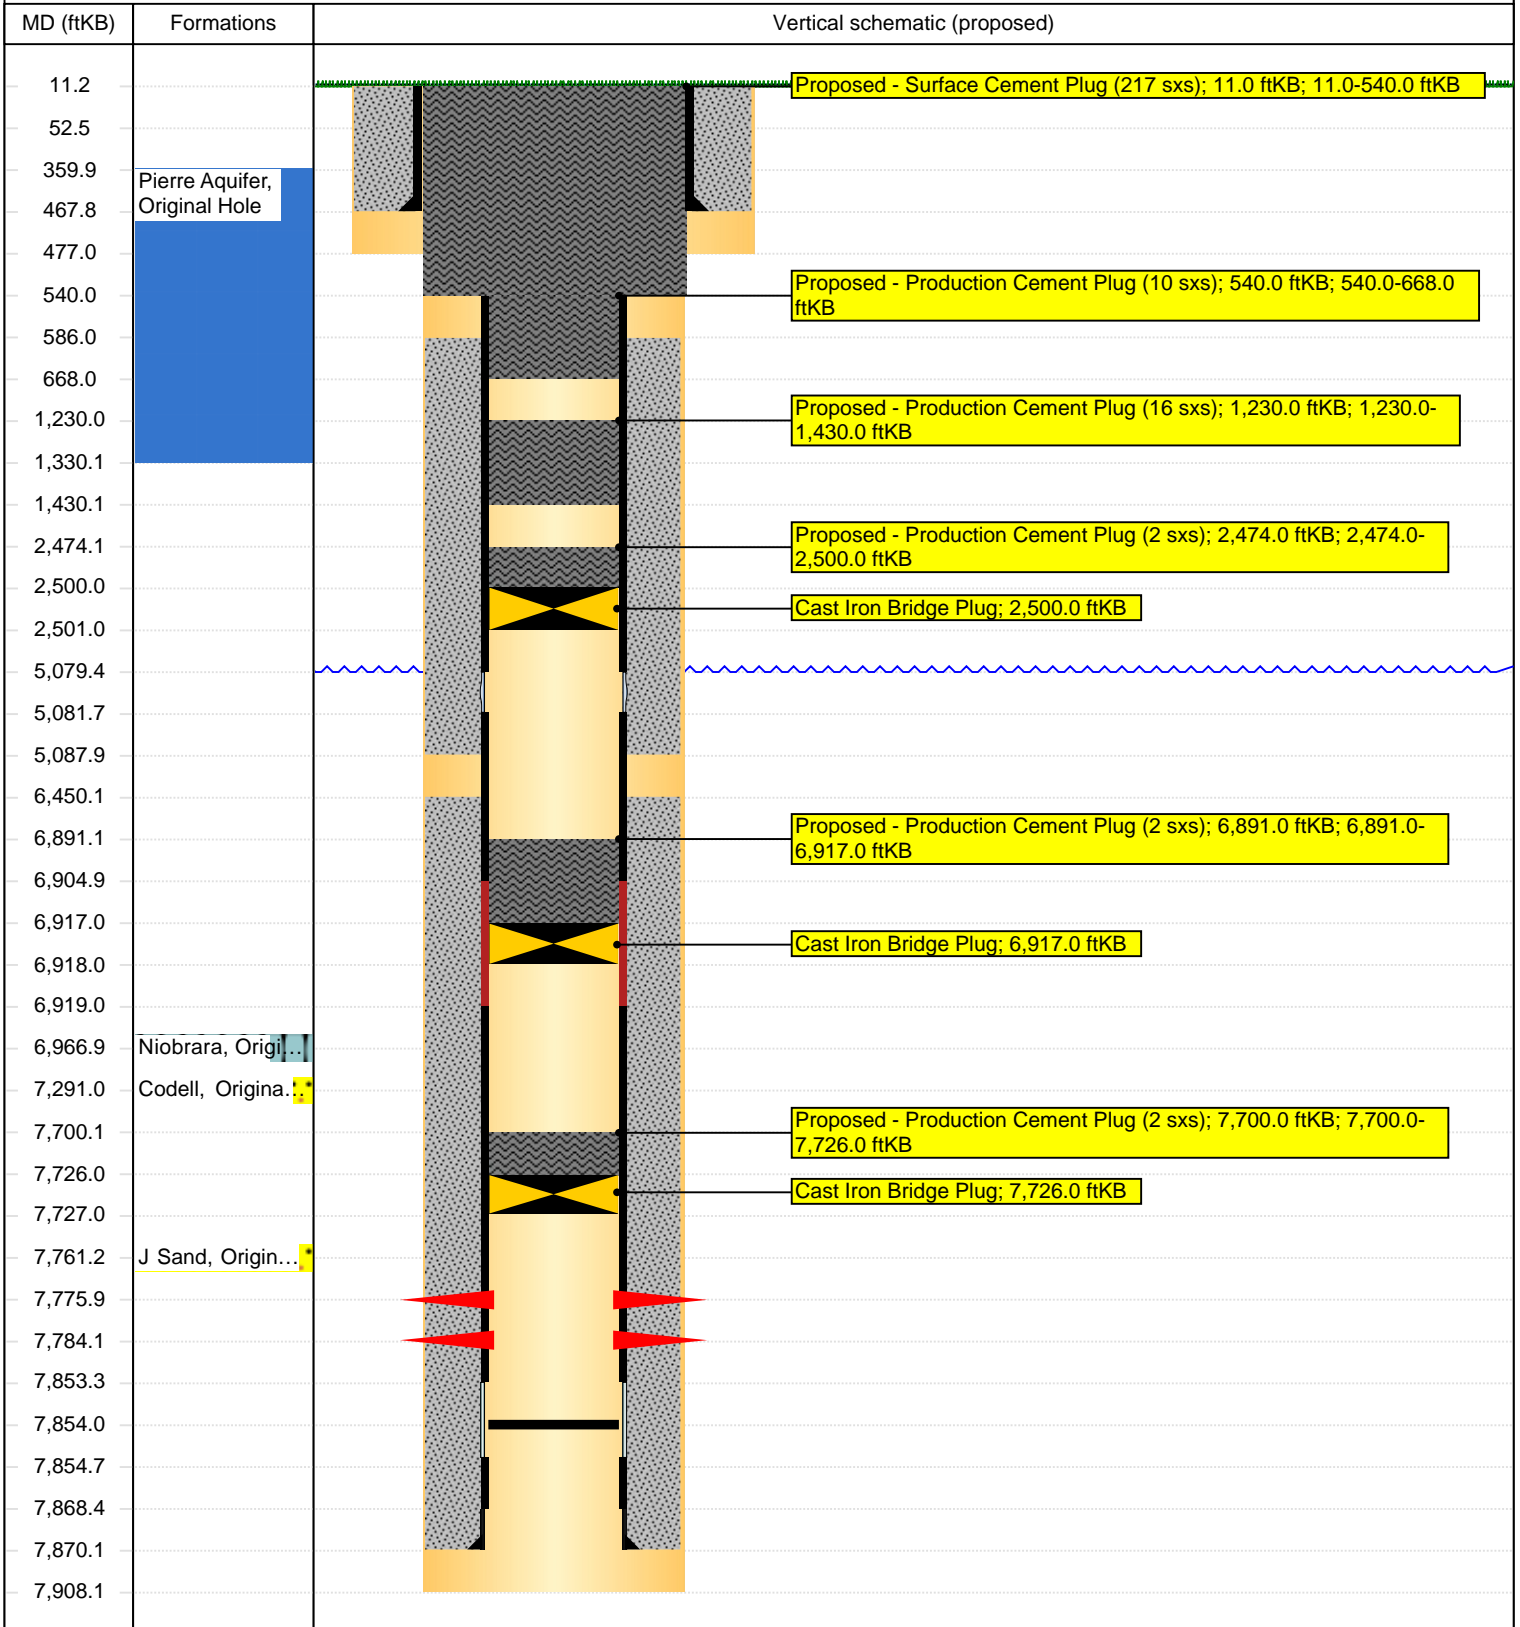 MD (ftKB)
Formations
Vertical schematic (proposed)
11.2
Proposed - Surface Cement Plug (217 sxs); 11.0 ftKB; 11.0-540.0 ftKB
52.5
359.9
Pierre Aquifer,
Original Hole
467.8
477.0
540.0
Proposed - Production Cement Plug (10 sxs); 540.0 ftKB; 540.0-668.0
ftKB
586.0
668.0
1,230.0
Proposed - Production Cement Plug (16 sxs); 1,230.0 ftKB; 1,230.0-
1,430.0 ftKB
1,330.1
1,430.1
2,474.1
Proposed - Production Cement Plug (2 sxs); 2,474.0 ftKB; 2,474.0-
2,500.0 ftKB
2,500.0
Cast Iron Bridge Plug; 2,500.0 ftKB
2,501.0
5,079.4
5,081.7
5,087.9
6,450.1
6,891.1
Proposed - Production Cement Plug (2 sxs); 6,891.0 ftKB; 6,891.0-
6,917.0 ftKB
6,904.9
6,917.0
Cast Iron Bridge Plug; 6,917.0 ftKB
6,918.0
6,919.0
6,966.9
Niobrara, Origi...
7,291.0
Codell, Origina...
7,700.1
Proposed - Production Cement Plug (2 sxs); 7,700.0 ftKB; 7,700.0-
7,726.0 ftKB
7,726.0
Cast Iron Bridge Plug; 7,726.0 ftKB
7,727.0
7,761.2
J Sand, Origin...
7,775.9
7,784.1
7,853.3
7,854.0
7,854.7
7,868.4
7,870.1
7,908.1